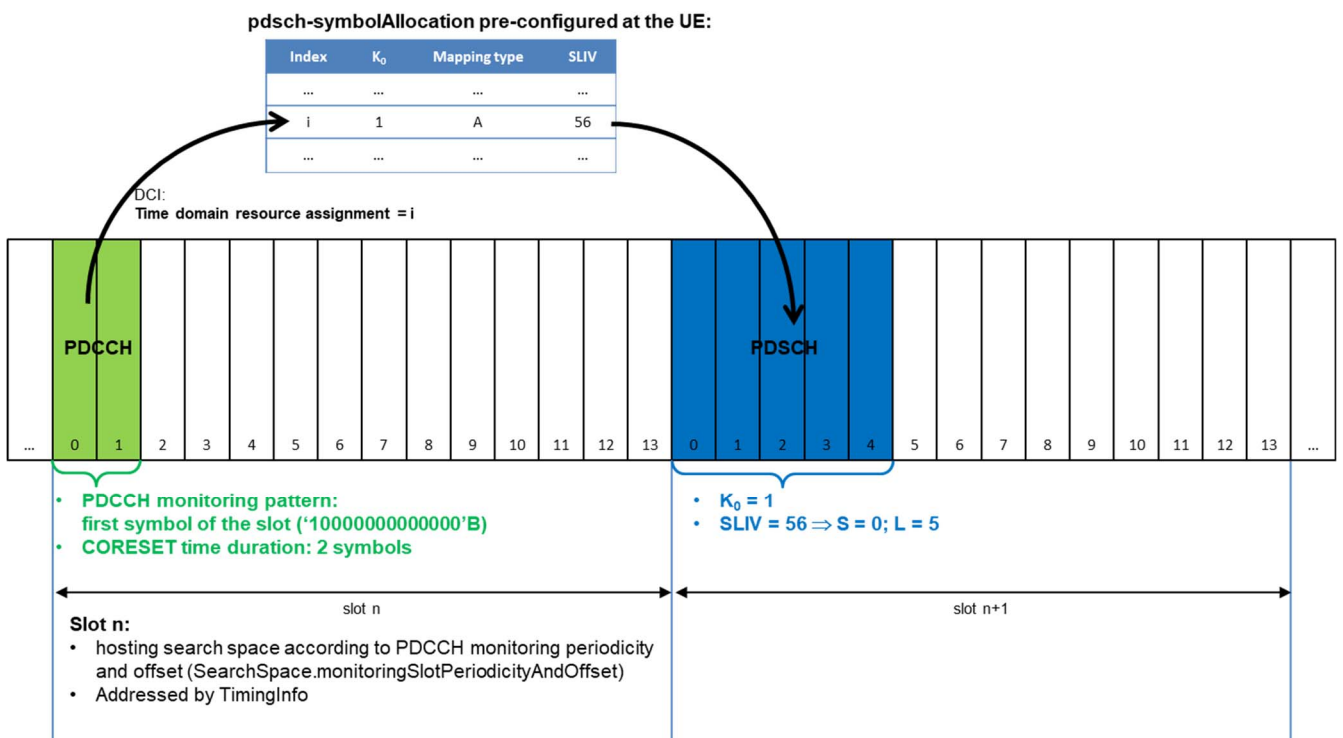 pdsch-symbolAllocation pre-configured at the UE:
Index K0 Mapping type SLIV
... ... ... ...
i 1 A 56
... ... ... ...
DCI:
Time domain resource assignment = i
PDCCH PDSCH
... 0 1 2 3 4 5 6 7 8 9 10 11 12 13 0 1 2 3 4 5 6 7 8 9 10 11 12 13 ...
• PDCCH monitoring pattern:
first symbol of the slot (‘10000000000000’B)
• CORESET time duration: 2 symbols
• K0 = 1
• SLIV = 56 ⇒ S = 0; L = 5
slot n slot n+1
Slot n:
• hosting search space according to PDCCH monitoring periodicity
and offset (SearchSpace.monitoringSlotPeriodicityAndOffset)
• Addressed by TimingInfo